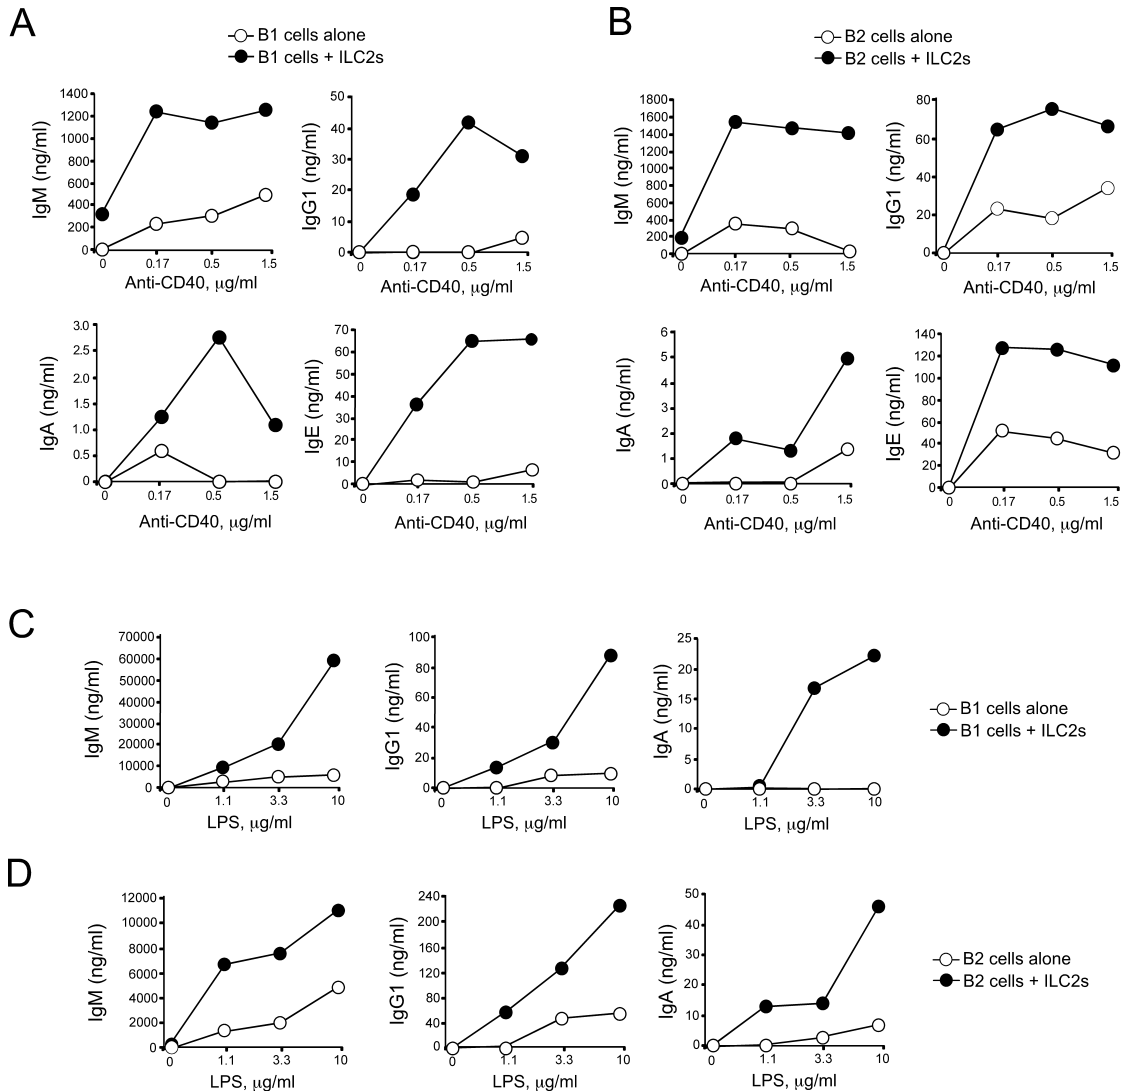 A
B1 cells alone
B1 cells + ILC2s
B
B2 cells alone
B2 cells + ILC2s
IgM (ng/ml)
1400
1200
1000
800
600
400
200
0
0 0.17 0.5 1.5
Anti-CD40, μg/ml
IgG1 (ng/ml)
50
40
30
20
10
0
0 0.17 0.5 1.5
Anti-CD40, μg/ml
IgM (ng/ml)
1800
1600
1400
1200
1000
800
600
400
200
0
0 0.17 0.5 1.5
Anti-CD40, μg/ml
IgG1 (ng/ml)
80
60
40
20
0
0 0.17 0.5 1.5
Anti-CD40, μg/ml
IgA (ng/ml)
3.0
2.5
2.0
1.5
1.0
0.5
0
0 0.17 0.5 1.5
Anti-CD40, μg/ml
IgE (ng/ml)
70
60
50
40
30
20
10
0
0 0.17 0.5 1.5
Anti-CD40, μg/ml
IgA (ng/ml)
6
5
4
3
2
1
0
0 0.17 0.5 1.5
Anti-CD40, μg/ml
IgE (ng/ml)
140
120
100
80
60
40
20
0
0 0.17 0.5 1.5
Anti-CD40, μg/ml
C
IgM (ng/ml)
70000
60000
50000
40000
30000
20000
10000
0
0 1.1 3.3 10
LPS, μg/ml
IgG1 (ng/ml)
100
80
60
40
20
0
0 1.1 3.3 10
LPS, μg/ml
IgA (ng/ml)
25
20
15
10
5
0
0 1.1 3.3 10
LPS, μg/ml
B1 cells alone
B1 cells + ILC2s
D
IgM (ng/ml)
12000
10000
8000
6000
4000
2000
0
0 1.1 3.3 10
LPS, μg/ml
IgG1 (ng/ml)
240
200
160
120
80
40
0
0 1.1 3.3 10
LPS, μg/ml
IgA (ng/ml)
50
40
30
20
10
0
0 1.1 3.3 10
LPS, μg/ml
B2 cells alone
B2 cells + ILC2s